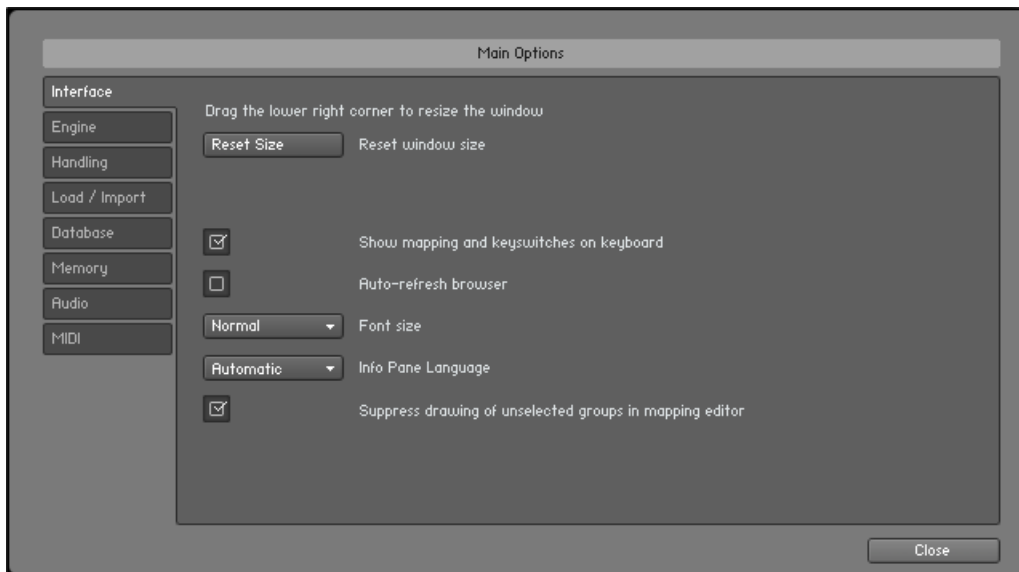 Main Options
Interface
Engine
Handling
Load / Import
Database
Memory
Audio
MIDI
Drag the lower right corner to resize the window
Reset Size Reset window size
Show mapping and keyswitches on keyboard
Auto-refresh browser
Normal Font size
Automatic Info Pane Language
Suppress drawing of unselected groups in mapping editor
Close